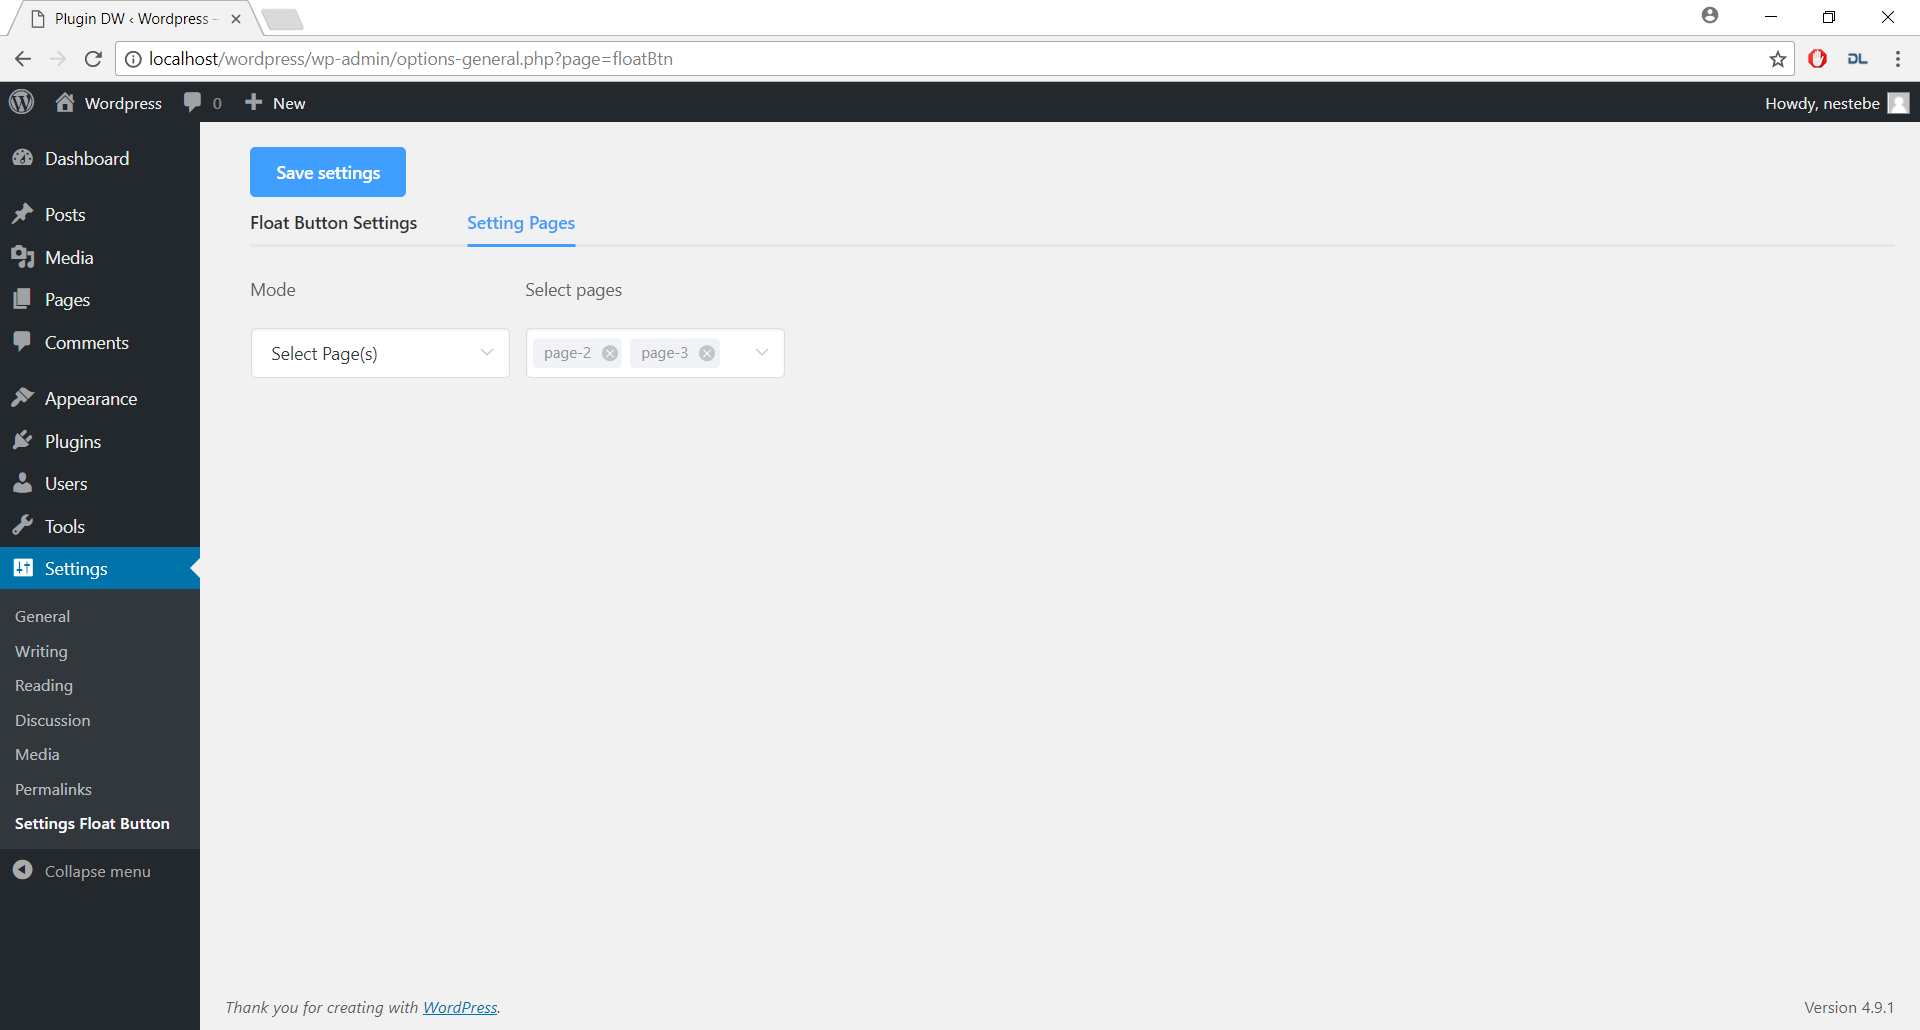 Plugin DW ‹ Wordpress –
localhost/wordpress/wp-admin/options-general.php?page=floatBtn
DL
Wordpress 0 New Howdy, nestebe
Dashboard
Posts
Media
Pages
Comments
Appearance
Plugins
Users
Tools
Settings
General
Writing
Reading
Discussion
Media
Permalinks
Settings Float Button
Collapse menu
Save settings
Float Button Settings Setting Pages
Mode Select pages
Select Page(s) page-2 page-3
Thank you for creating with WordPress. Version 4.9.1